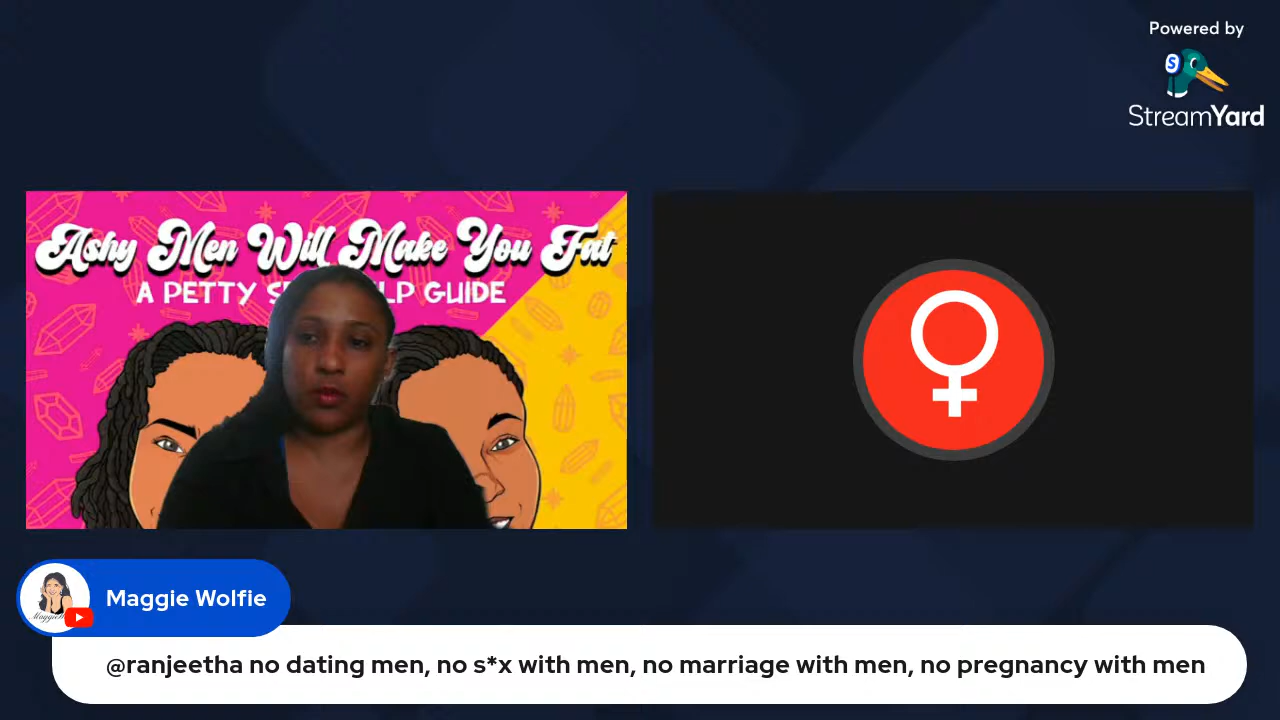 Powered by
S
StreamYard
Ashy Men Will Make You Fat
A PETTY LP GUIDE
Maggie Wolfie
@ranjeetha no dating men, no s*x with men, no marriage with men, no pregnancy with men